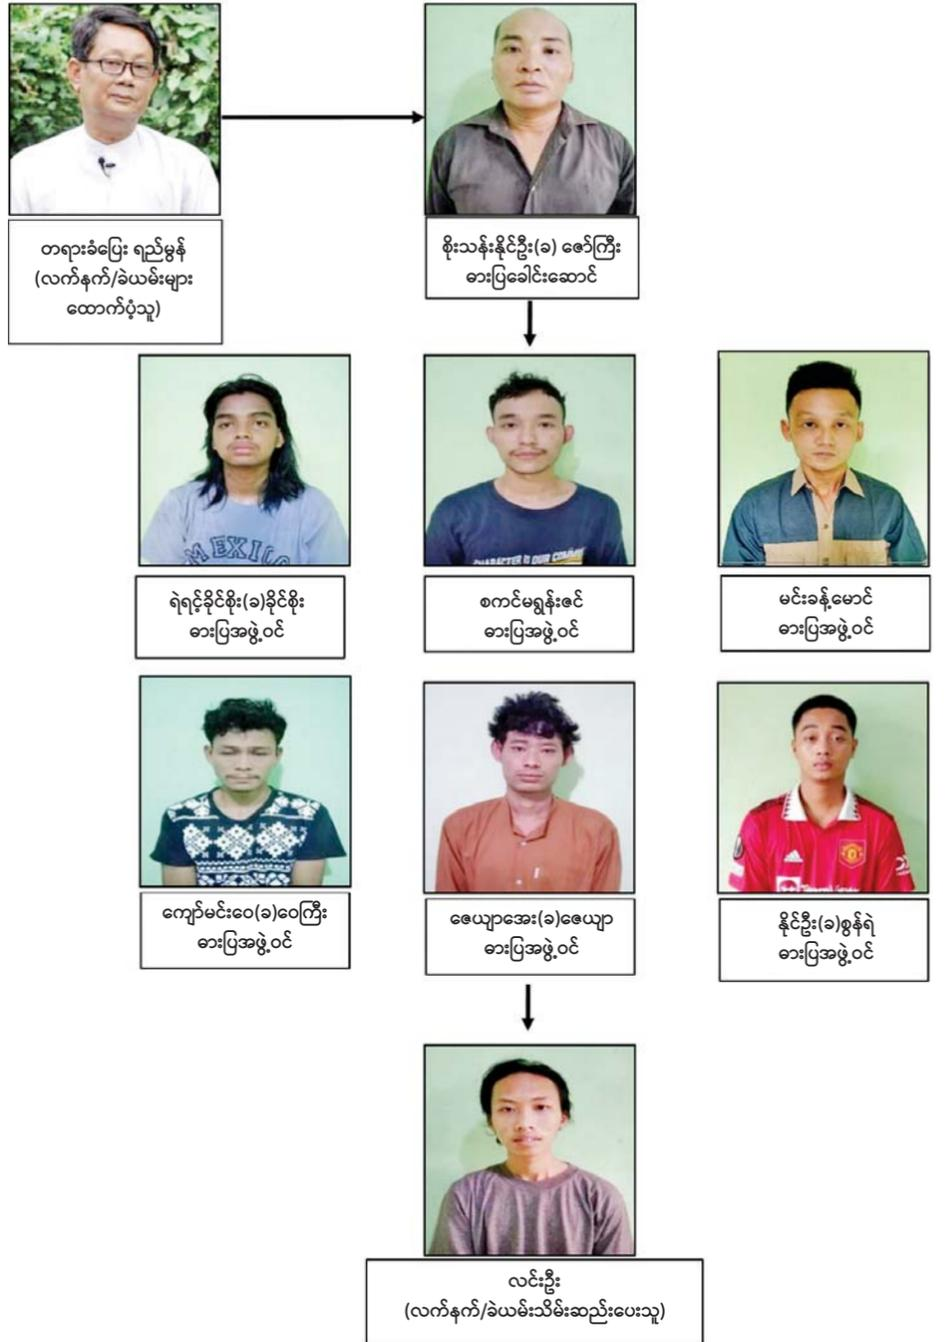 တရားခံပြေး ရည်မွန်
(လက်နက်/ခဲယမ်းများ
ထောက်ပံ့သူ)
စိုးသန်းနိုင်ဦး(ခ) ဇော်ကြီး
ဓားပြခေါင်းဆောင်
MEXICO
CHARACTER IS OUR
ရဲရင့်ခိုင်စိုး(ခ)ခိုင်စိုး
ဓားပြအဖွဲ့ဝင်
စကင်မရွန်းဇင်
ဓားပြအဖွဲ့ဝင်
မင်းခန့်မောင်
ဓားပြအဖွဲ့ဝင်
ကျော်မင်းဝေ(ခ)ဝေကြီး
ဓားပြအဖွဲ့ဝင်
ဇေယျာအေး(ခ)ဇေယျာ
ဓားပြအဖွဲ့ဝင်
နိုင်ဦး(ခ)စွန်ရဲ
ဓားပြအဖွဲ့ဝင်
လင်းဦး
(လက်နက်/ခဲယမ်းသိမ်းဆည်းပေးသူ)